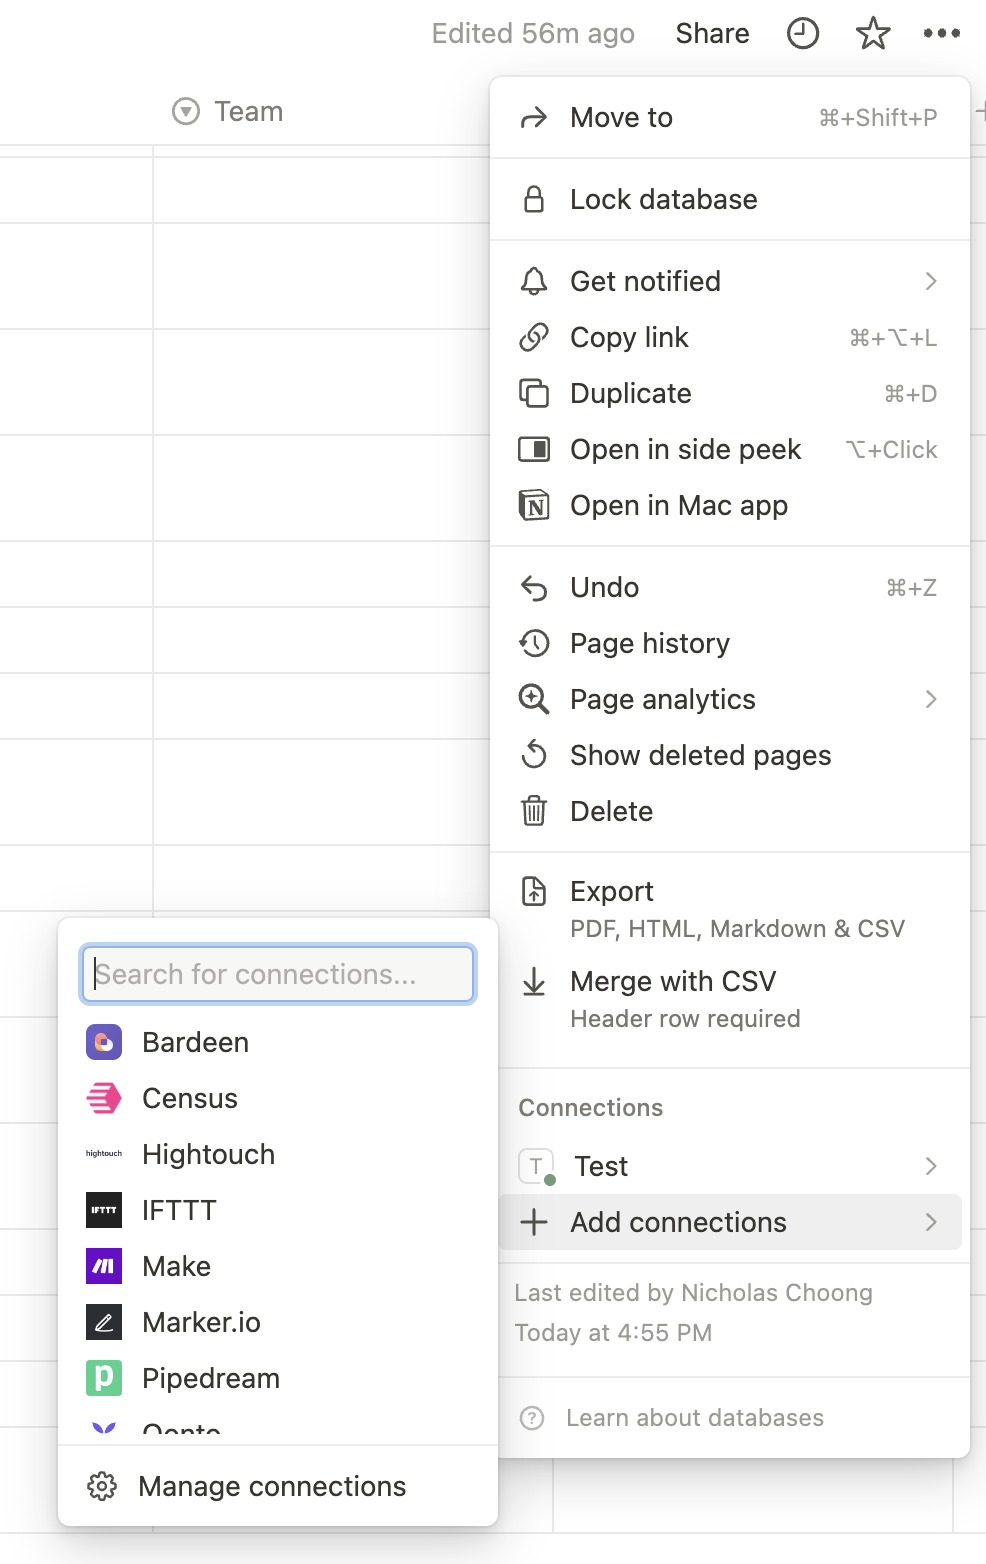 Edited 56m ago Share
Team
Move to ⌘+Shift+P
Lock database
Get notified
Copy link ⌘+⌥+L
Duplicate ⌘+D
Open in side peek ⌥+Click
Open in Mac app
Undo ⌘+Z
Page history
Page analytics
Show deleted pages
Delete
Export
PDF, HTML, Markdown & CSV
Merge with CSV
Header row required
Connections
T Test
Add connections
Last edited by Nicholas Choong
Today at 4:55 PM
Learn about databases
Search for connections...
Bardeen
Census
hightouch Hightouch
IFTTT IFTTT
Make
Marker.io
p Pipedream
Manage connections